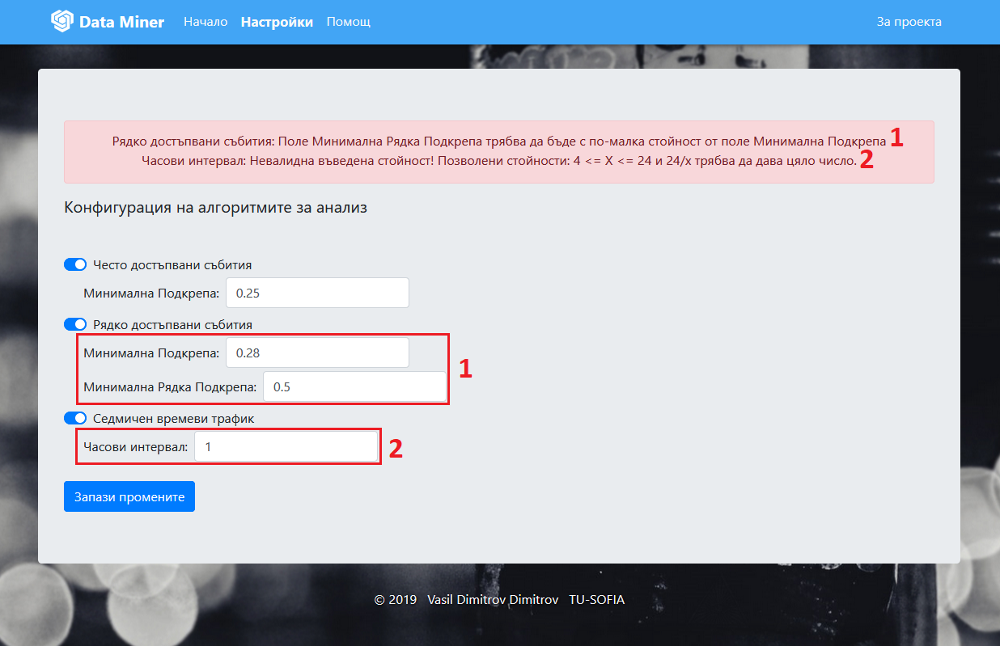 Data Miner Начало Настройки Помощ За проекта
Рядко достъпвани събития: Поле Минимална Рядка Подкрепа трябва да бъде с по-малка стойност от поле Минимална Подкрепа 1
Часови интервал: Невалидна въведена стойност! Позволени стойности: 4 <= X <= 24 и 24/x трябва да дава цяло число. 2
Конфигурация на алгоритмите за анализ
Често достъпвани събития
Минимална Подкрепа: 0.25
Рядко достъпвани събития
Минимална Подкрепа: 0.28
1
Минимална Рядка Подкрепа: 0.5
Седмичен времеви трафик
Часови интервал: 1 2
Запази промените
© 2019 Vasil Dimitrov Dimitrov TU-SOFIA